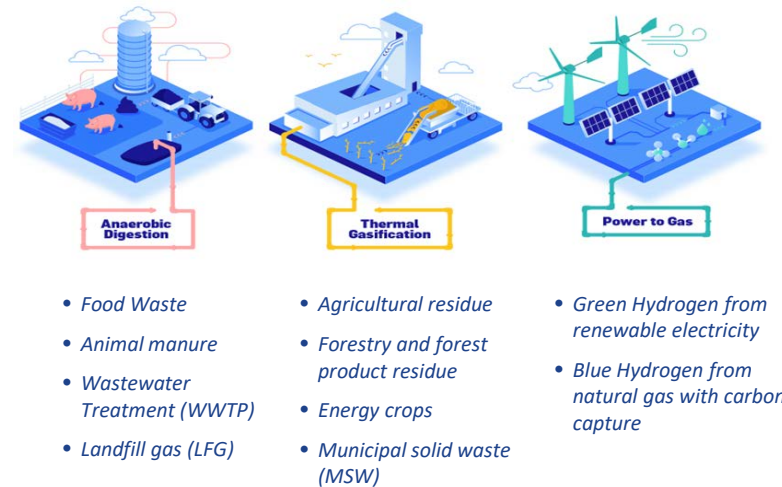 Anaerobic
Digestion
Thermal
Gasification
Power to Gas
• Food Waste
• Animal manure
• Wastewater
Treatment (WWTP)
• Landfill gas (LFG)
• Agricultural residue
• Forestry and forest
product residue
• Energy crops
• Municipal solid waste
(MSW)
• Green Hydrogen from
renewable electricity
• Blue Hydrogen from
natural gas with carbon
capture